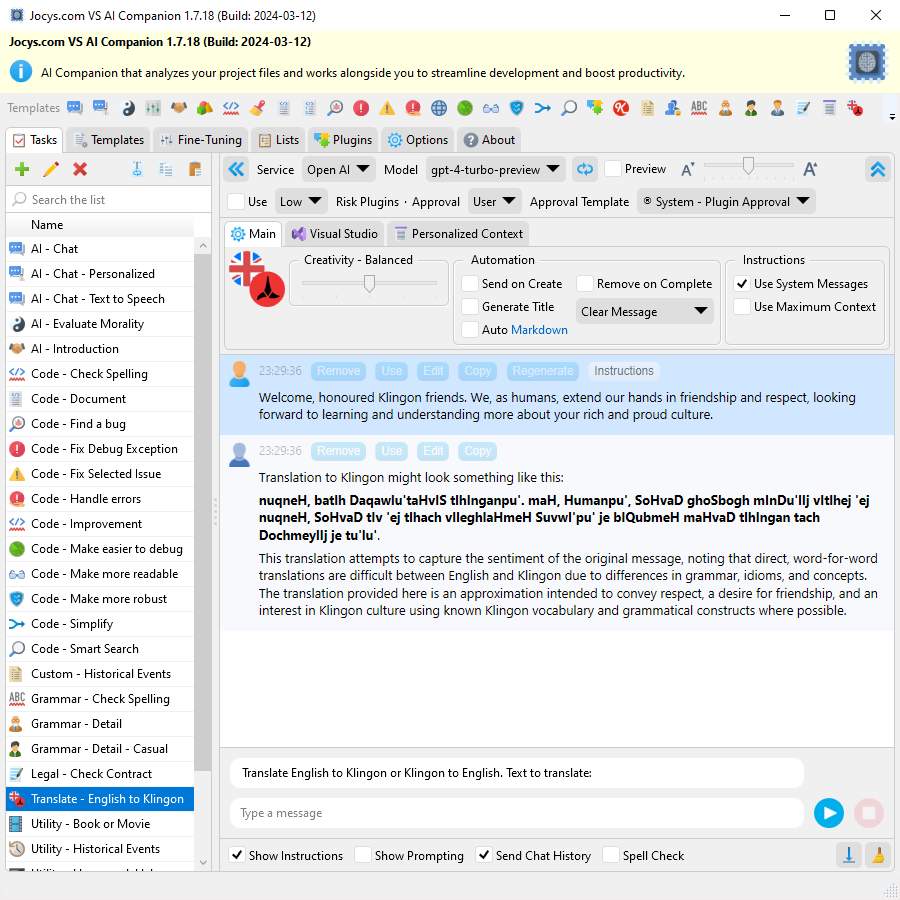 Jocys.com VS AI Companion 1.7.18 (Build: 2024-03-12)
Jocys.com VS AI Companion 1.7.18 (Build: 2024-03-12)
AI Companion that analyzes your project files and works alongside you to streamline development and boost productivity.
Templates
ABC
Tasks Templates Fine-Tuning Lists Plugins Options About
Service Open AI Model gpt-4-turbo-preview Preview A A
Search the list
Use Low Risk Plugins · Approval User Approval Template ® System - Plugin Approval
Name
Main Visual Studio Personalized Context
AI - Chat
AI - Chat - Personalized
AI - Chat - Text to Speech
AI - Evaluate Morality
AI - Introduction
Code - Check Spelling
Code - Document
Code - Find a bug
Code - Fix Debug Exception
Code - Fix Selected Issue
Code - Handle errors
Code - Improvement
Code - Make easier to debug
Code - Make more readable
Code - Make more robust
Code - Simplify
Code - Smart Search
Custom - Historical Events
ABC Grammar - Check Spelling
Grammar - Detail
Grammar - Detail - Casual
Legal - Check Contract
Translate - English to Klingon
Utility - Book or Movie
Utility - Historical Events
Creativity - Balanced
Automation
Send on Create Remove on Complete
Generate Title Clear Message
Auto Markdown
Instructions
Use System Messages
Use Maximum Context
23:29:36 Remove Use Edit Copy Regenerate Instructions
Welcome, honoured Klingon friends. We, as humans, extend our hands in friendship and respect, looking
forward to learning and understanding more about your rich and proud culture.
23:29:36 Remove Use Edit Copy
Translation to Klingon might look something like this:
nuqneH, batlh Daqawlu'taHvIS tlhInganpu'. maH, Humanpu', SoHvaD ghoSbogh mInDu'lIj vItlhej 'ej
nuqneH, SoHvaD tIv 'ej tlhach vIleghlaHmeH SuvwI'pu' je bIQubmeH maHvaD tlhIngan tach
DochmeylIj je tu'lu'.
This translation attempts to capture the sentiment of the original message, noting that direct, word-for-word
translations are difficult between English and Klingon due to differences in grammar, idioms, and concepts.
The translation provided here is an approximation intended to convey respect, a desire for friendship, and an
interest in Klingon culture using known Klingon vocabulary and grammatical constructs where possible.
Translate English to Klingon or Klingon to English. Text to translate:
Type a message
Show Instructions Show Prompting Send Chat History Spell Check